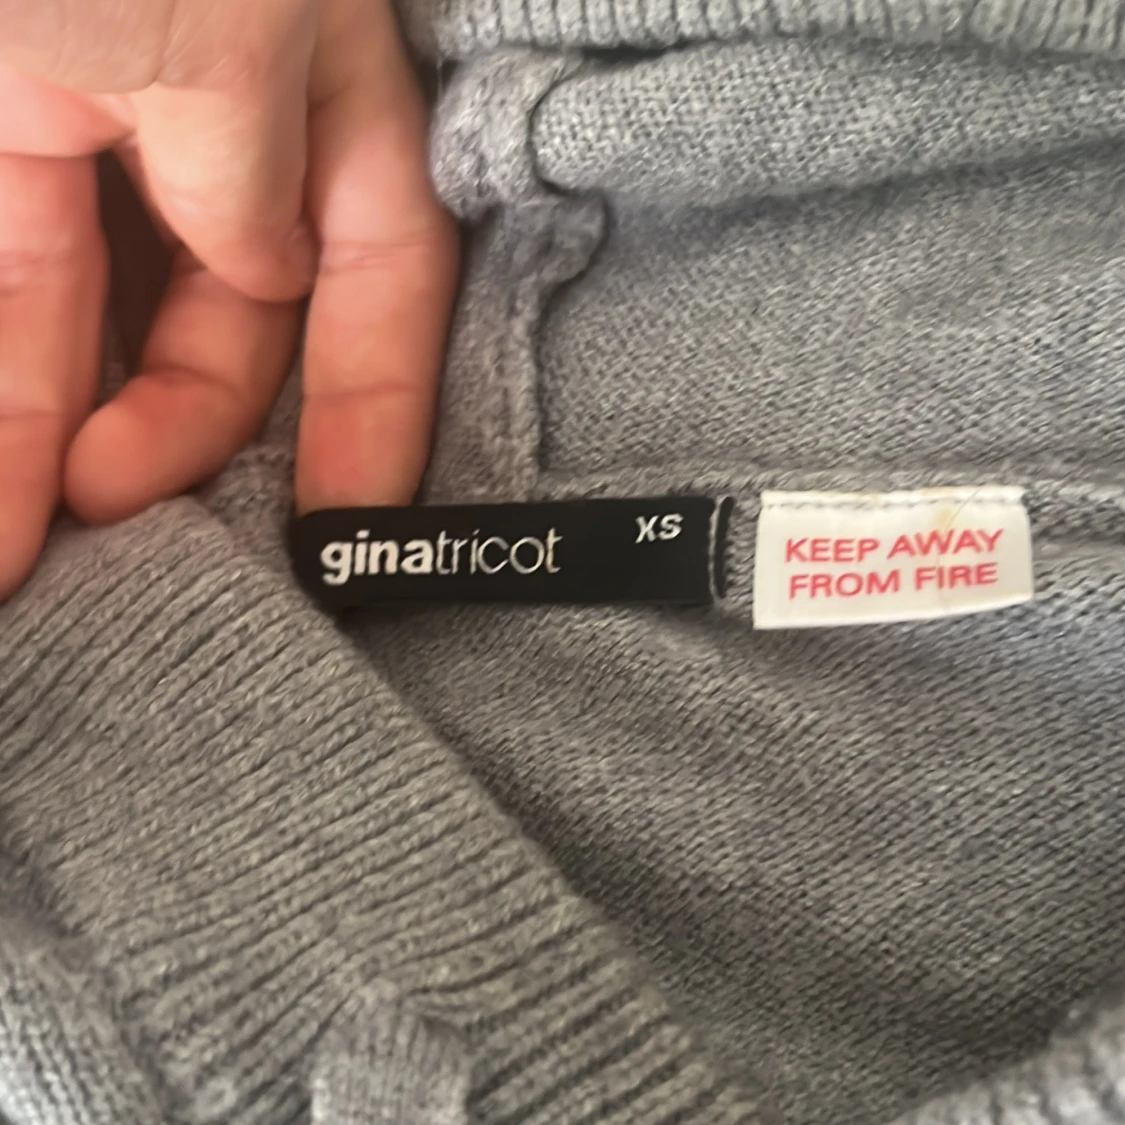 ginatricot XS
KEEP AWAY
FROM FIRE